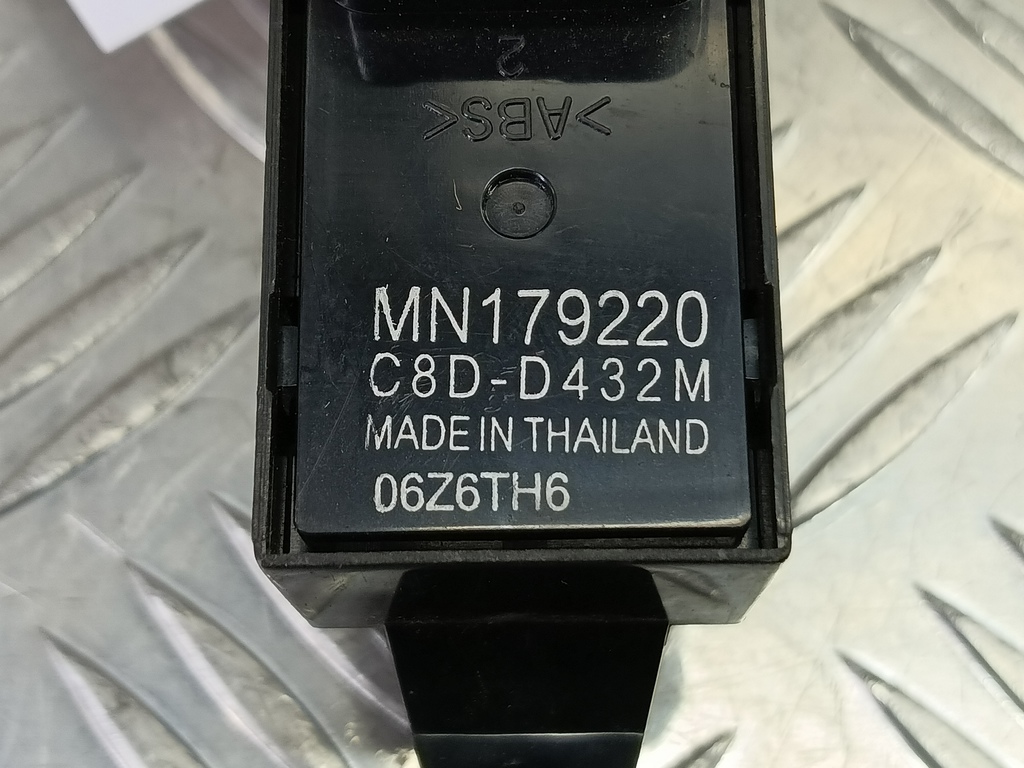 2
>ABS<
MN179220
C8D-D432M
MADE IN THAILAND
06Z6TH6